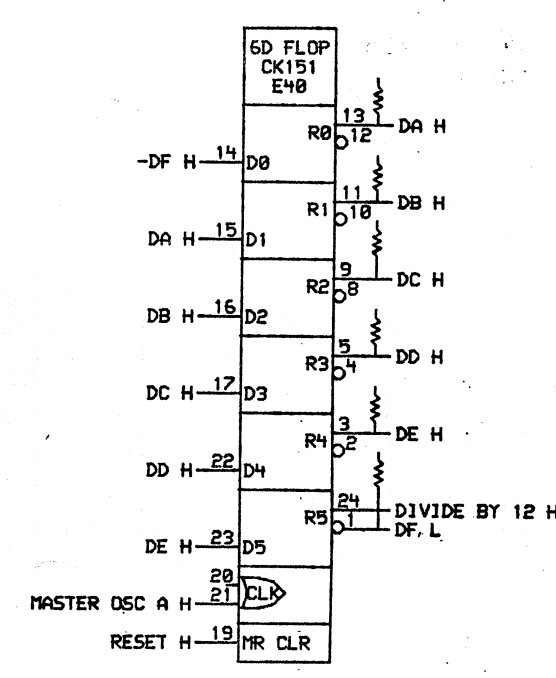 6D FLOP
CK151
E40
13 DA H
R0 12
-DF H 14 D0
11 DB H
R1 10
DA H 15 D1
9 DC H
R2 8
DB H 16 D2
5 DD H
R3 4
DC H 17 D3
3 DE H
R4 2
DD H 22 D4
24 DIVIDE BY 12 H
R5 1 DF L
DE H 23 D5
20
MASTER OSC A H 21 CLK
RESET H 19 MR CLR